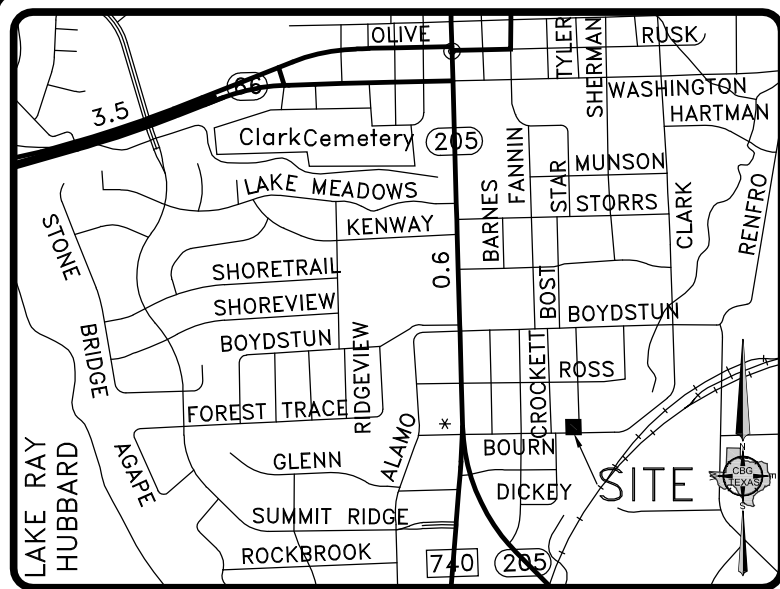 OLIVE
TYLER
SHERMAN
RUSK
66
3.5
WASHINGTON
HARTMAN
ClarkCemetery
205
FANNIN
STAR
MUNSON
LAKE MEADOWS
BARNES
STORRS
CLARK
RENFRO
STONE
KENWAY
SHORETRAIL
0.6
SHOREVIEW
BOST
BOYDSTUN
BRIDGE
BOYDSTUN
RIDGEVIEW
CROCKETT
ROSS
FOREST TRACE
ALAMO
*
BOURN
LAKE RAY
HUBBARD
AGAPE
GLENN
DICKEY
SITE
N
CBG
TEXAS
E
S
SUMMIT RIDGE
ROCKBROOK
740
205